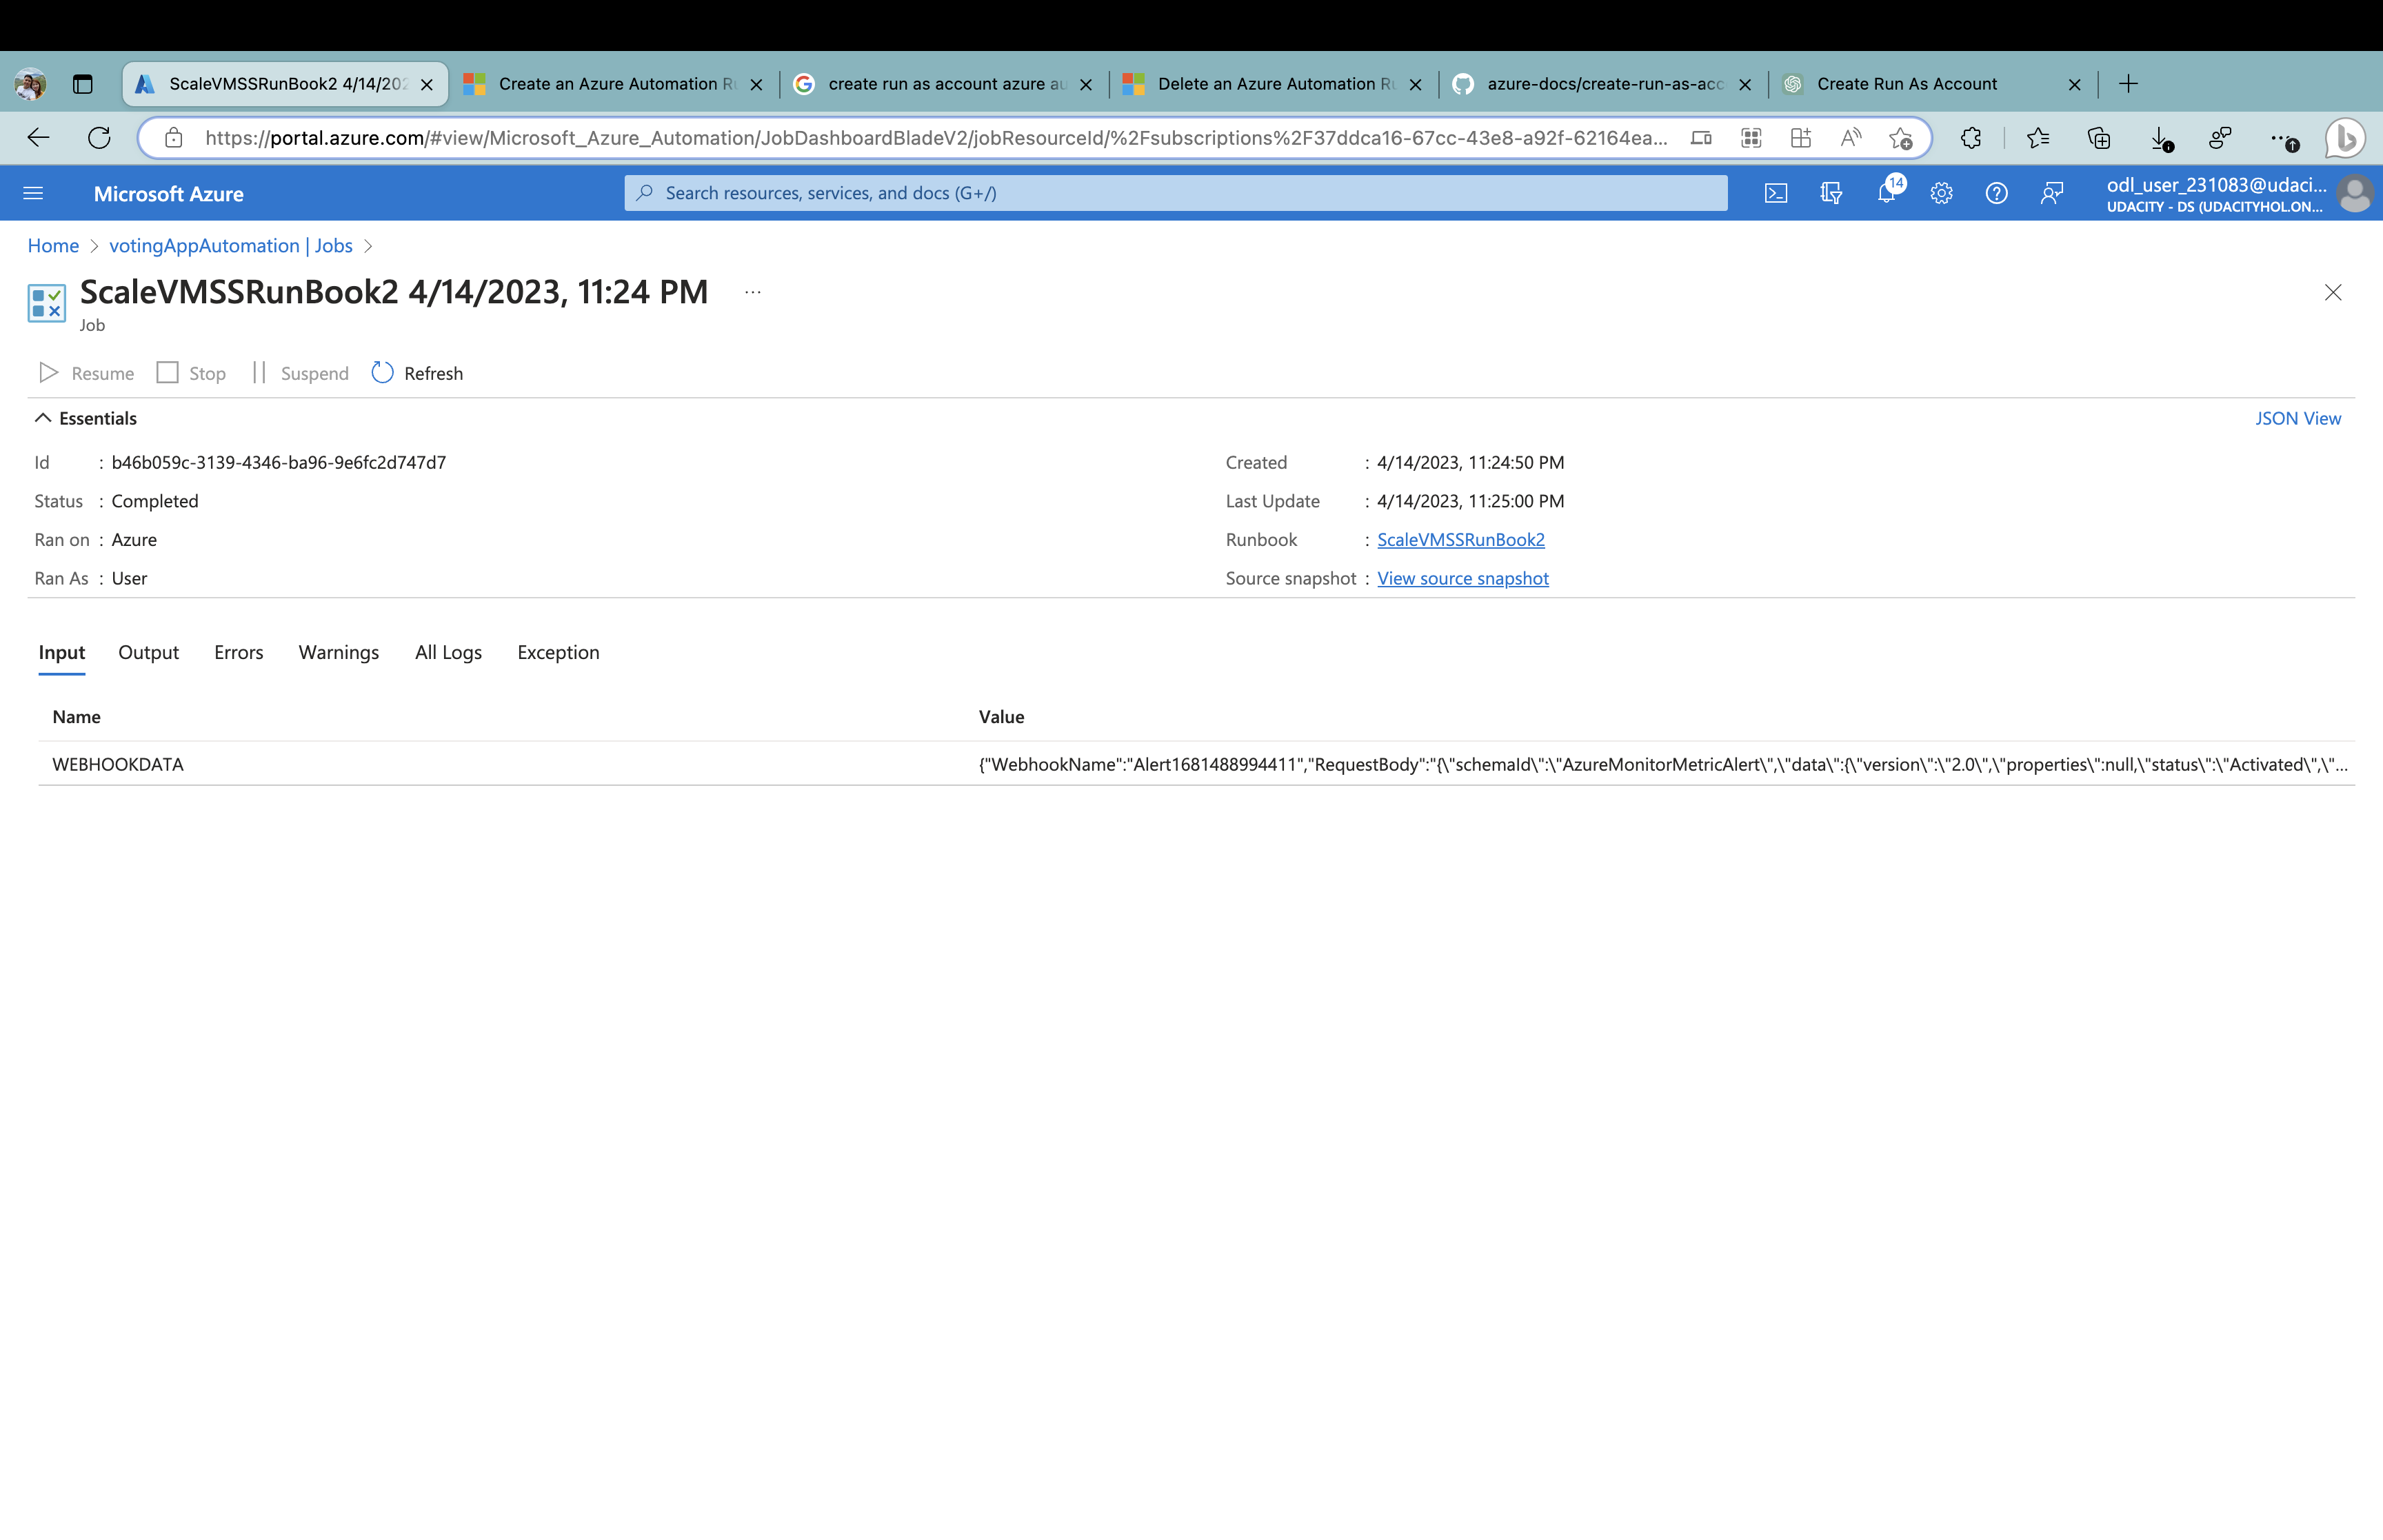 ScaleVMSSRunBook2 4/14/202
Create an Azure Automation Ru
create run as account azure au
Delete an Azure Automation Ru
azure-docs/create-run-as-acc
Create Run As Account
https://portal.azure.com/#view/Microsoft_Azure_Automation/JobDashboardBladeV2/jobResourceId/%2Fsubscriptions%2F37ddca16-67cc-43e8-a92f-62164ea...
Microsoft Azure
Search resources, services, and docs (G+/)
14
odl_user_231083@udaci...
UDACITY - DS (UDACITYHOL.ON...
Home > votingAppAutomation | Jobs >
ScaleVMSSRunBook2 4/14/2023, 11:24 PM ...
Job
Resume Stop Suspend Refresh
Essentials JSON View
Id : b46b059c-3139-4346-ba96-9e6fc2d747d7
Status : Completed
Ran on : Azure
Ran As : User
Created : 4/14/2023, 11:24:50 PM
Last Update : 4/14/2023, 11:25:00 PM
Runbook : ScaleVMSSRunBook2
Source snapshot : View source snapshot
Input Output Errors Warnings All Logs Exception
Name Value
WEBHOOKDATA {"WebhookName":"Alert1681488994411","RequestBody":"{\"schemaId\":\"AzureMonitorMetricAlert\",\"data\":{\"version\":\"2.0\",\"properties\":null,\"status\":\"Activated\",\"...